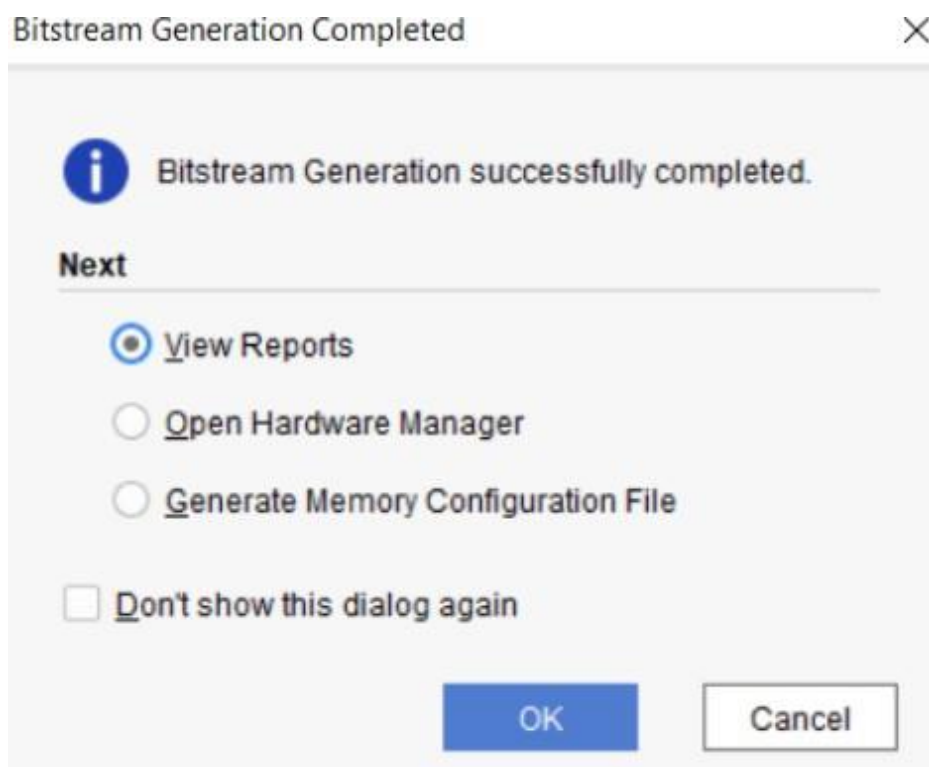 Bitstream Generation Completed
Bitstream Generation successfully completed.
Next
View Reports
Open Hardware Manager
Generate Memory Configuration File
Don't show this dialog again
OK
Cancel